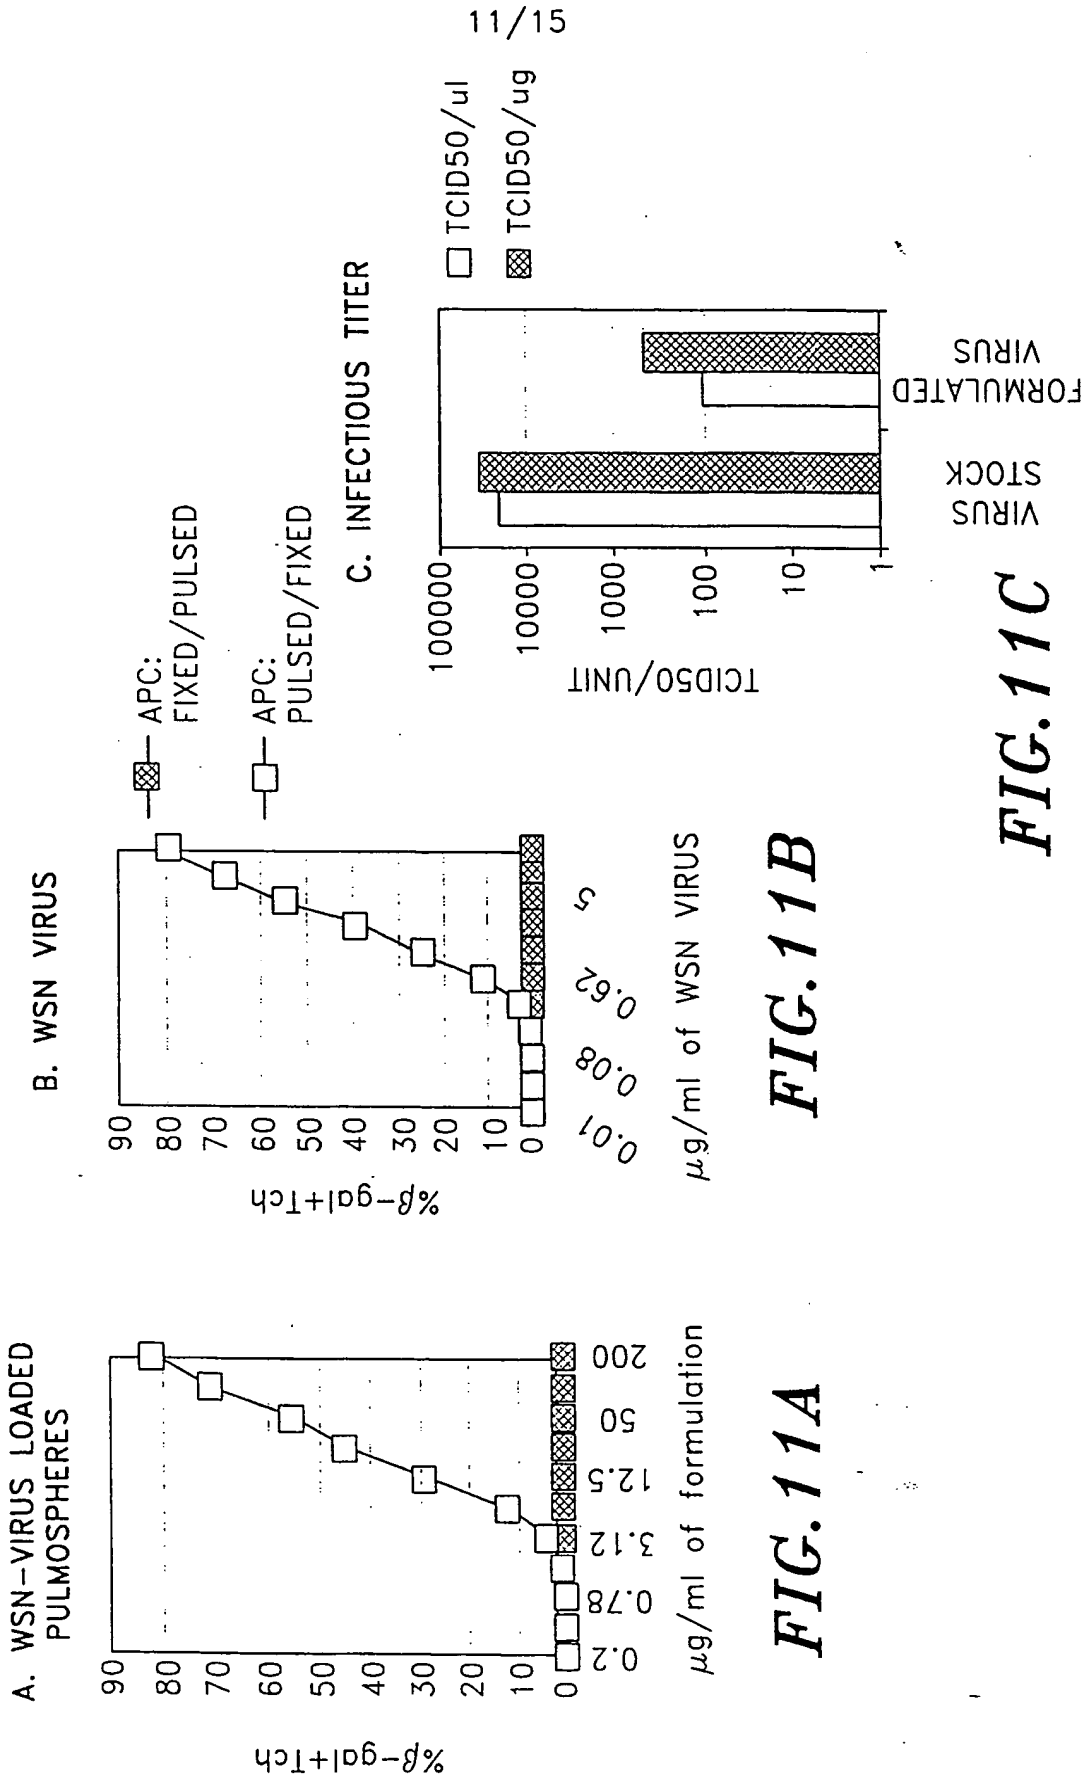 11/15
A. WSN-VIRUS LOADED
PULMOSPHERES
%β-gal+Tch
90
80
70
60
50
40
30
20
10
0
0.2
0.78
3.12
12.5
50
200
µg/ml of formulation
FIG.11A
B. WSN VIRUS
%β-gal+Tch
90
80
70
60
50
40
30
20
10
0
0.01
0.08
0.62
5
µg/ml of WSN VIRUS
APC:
FIXED/PULSED
APC:
PULSED/FIXED
FIG.11B
C. INFECTIOUS TITER
TCID50/UNIT
100000
10000
1000
100
10
1
VIRUS
STOCK
FORMULATED
VIRUS
TCID50/ul
TCID50/ug
FIG.11C